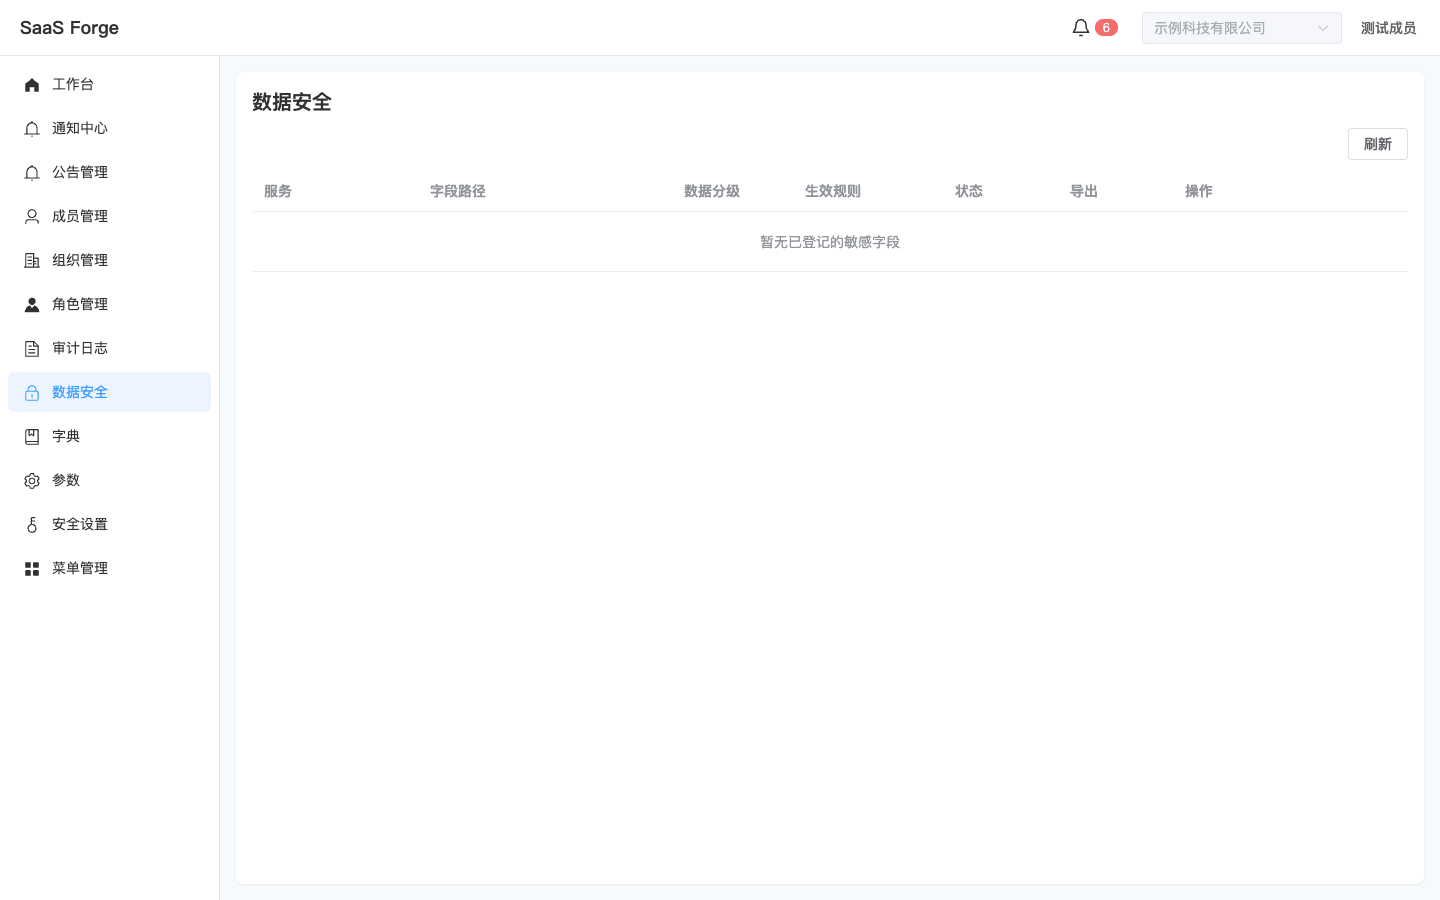 SaaS Forge
6
示例科技有限公司
测试成员
工作台
通知中心
公告管理
成员管理
组织管理
角色管理
审计日志
数据安全
字典
参数
安全设置
菜单管理
数据安全
刷新
服务 字段路径 数据分级 生效规则 状态 导出 操作
暂无已登记的敏感字段